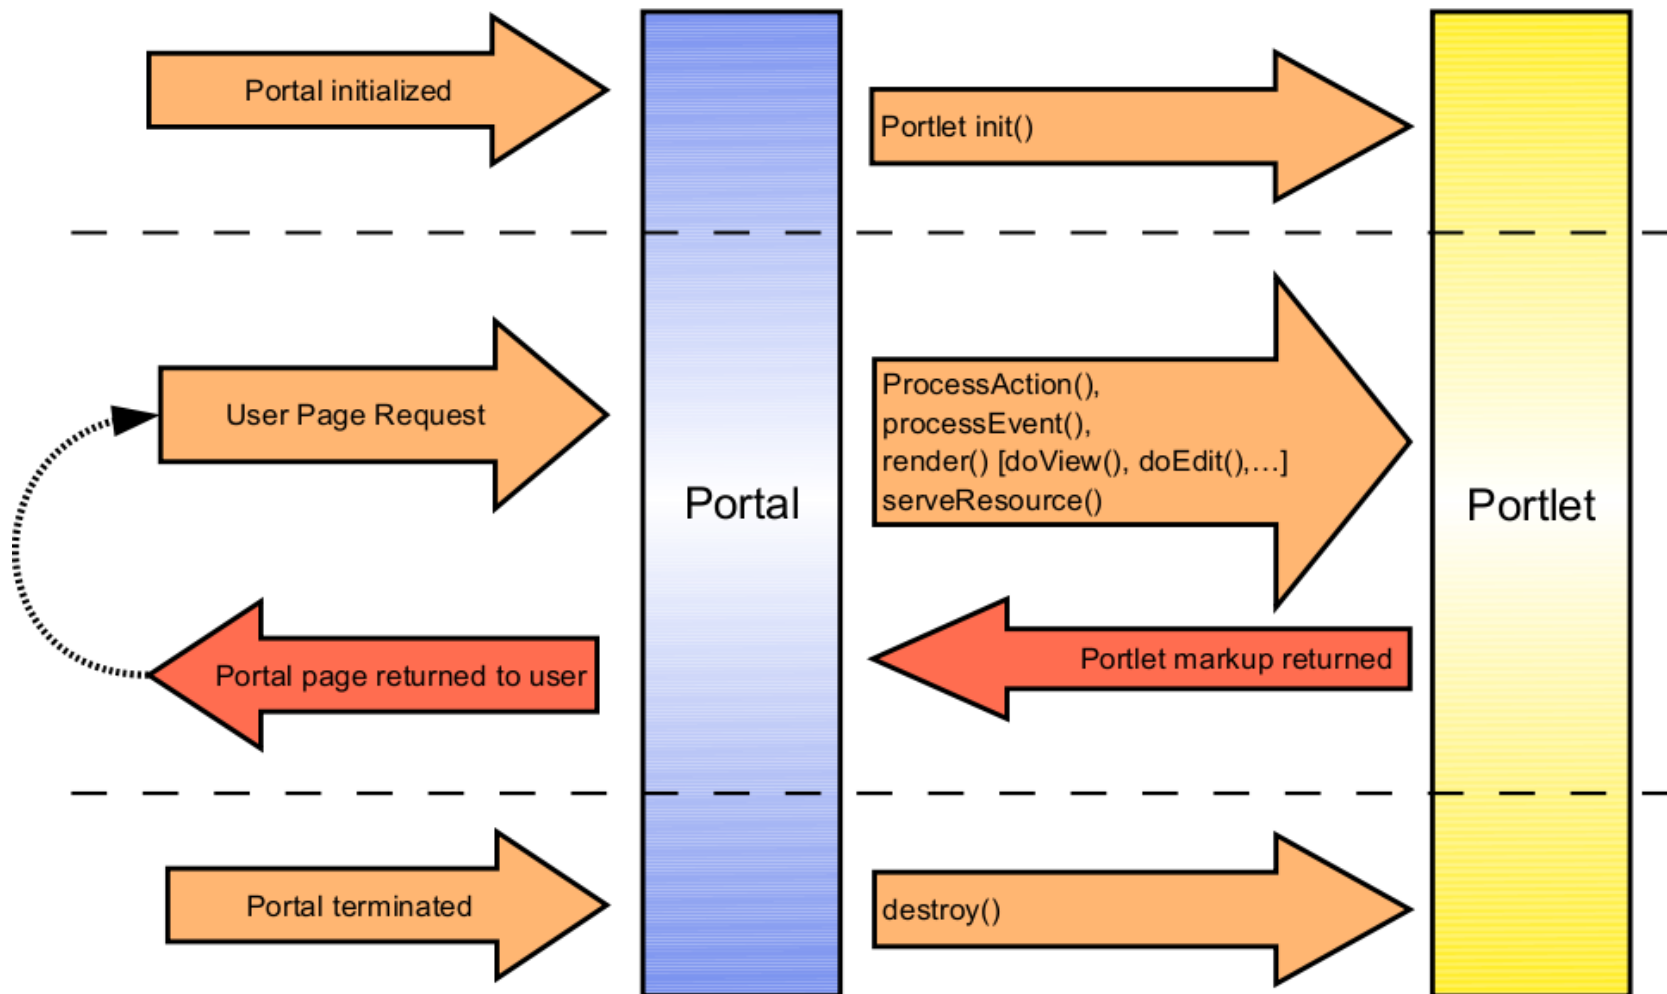 Portal initialized
Portlet init()
User Page Request
ProcessAction(),
processEvent(),
render() [doView(), doEdit(),...]
serveResource()
Portal
Portlet
Portal page returned to user
Portlet markup returned
Portal terminated
destroy()